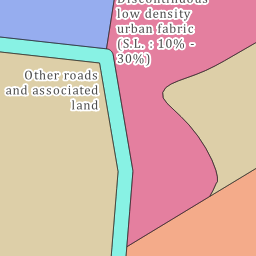 Discontinuous
low density
urban fabric
(S.L. : 10% -
30%)
Other roads
and associated
land